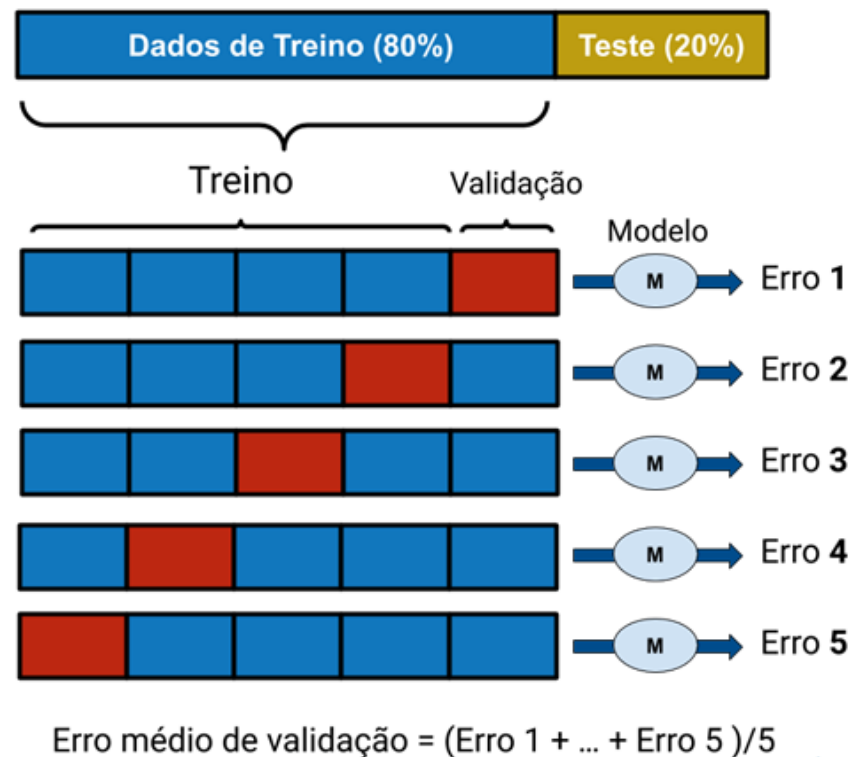 Dados de Treino (80%) Teste (20%)
Treino Validação
Modelo
M Erro 1
M Erro 2
M Erro 3
M Erro 4
M Erro 5
Erro médio de validação = (Erro 1 + ... + Erro 5 )/5